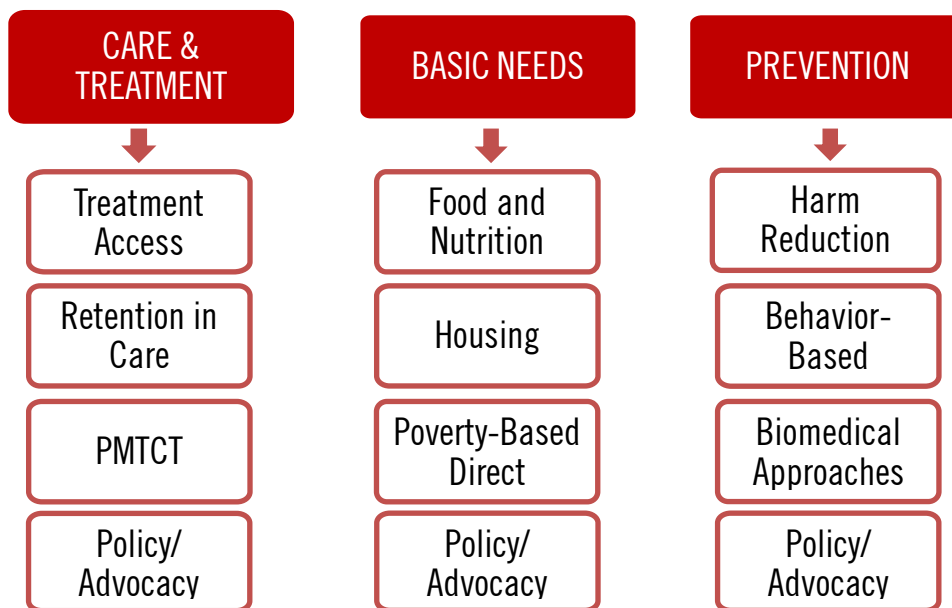 CARE &
TREATMENT
Treatment
Access
Retention in
Care
PMTCT
Policy/
Advocacy
BASIC NEEDS
Food and
Nutrition
Housing
Poverty-Based
Direct
Policy/
Advocacy
PREVENTION
Harm
Reduction
Behavior-
Based
Biomedical
Approaches
Policy/
Advocacy